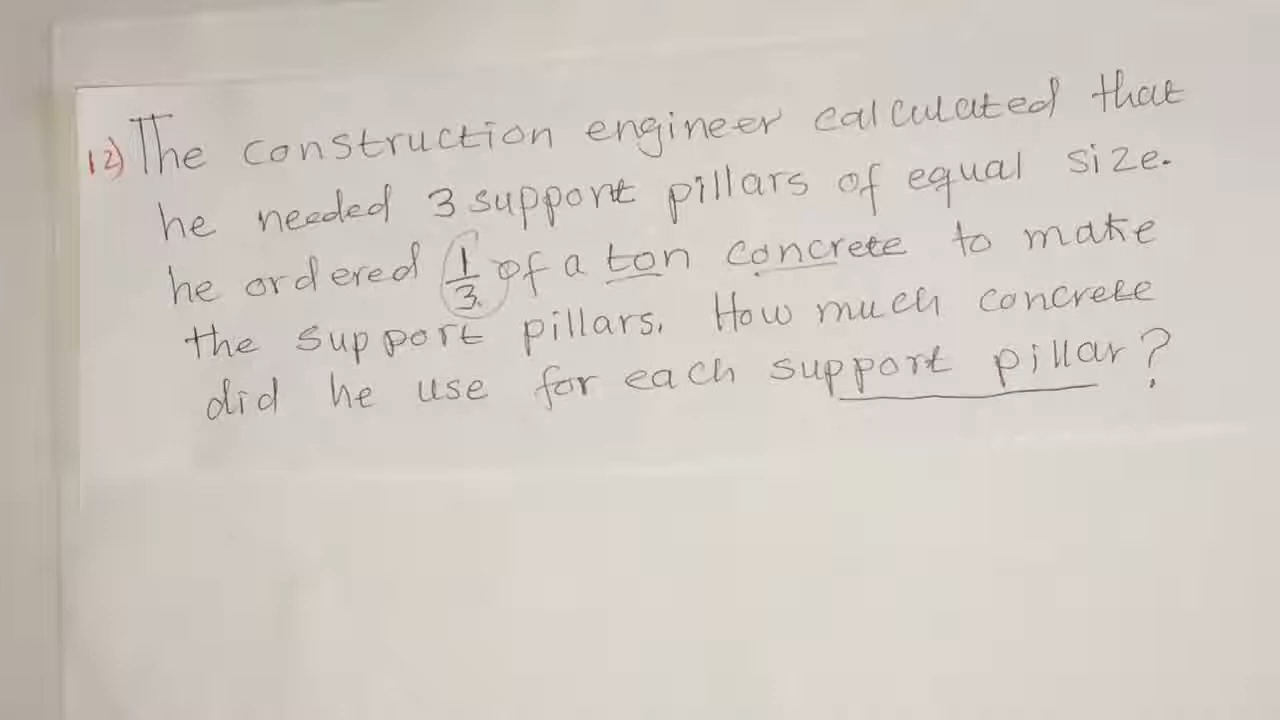 12) The construction engineer calculated that
he needed 3 support pillars of equal size.
he ordered 1/3 of a ton concrete to make
the support pillars. How much concrete
did he use for each support pillar?